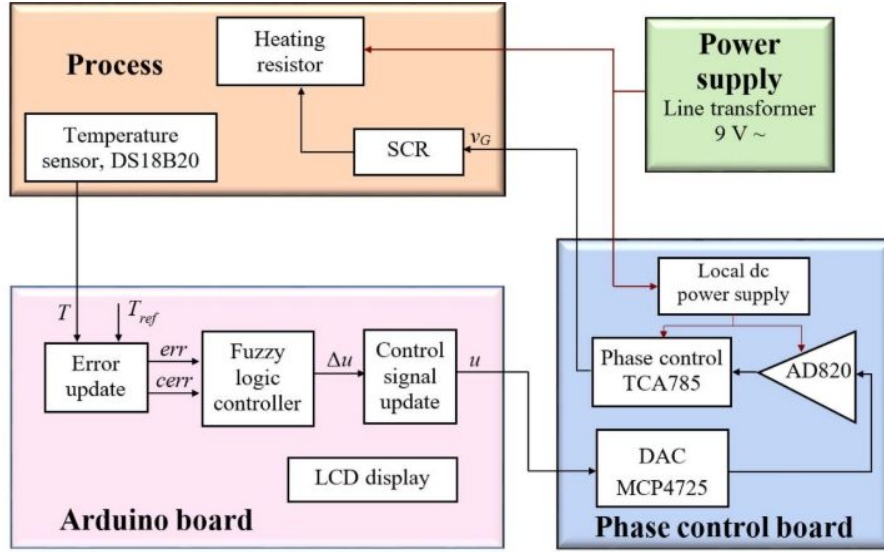 Process
Heating
resistor
Temperature
sensor, DS18B20
SCR
v_G
Power
supply
Line transformer
9 V ~
T
T_ref
Error
update
err
cerr
Fuzzy
logic
controller
Δu
Control
signal
update
u
LCD display
Arduino board
Local dc
power supply
Phase control
TCA785
AD820
DAC
MCP4725
Phase control board